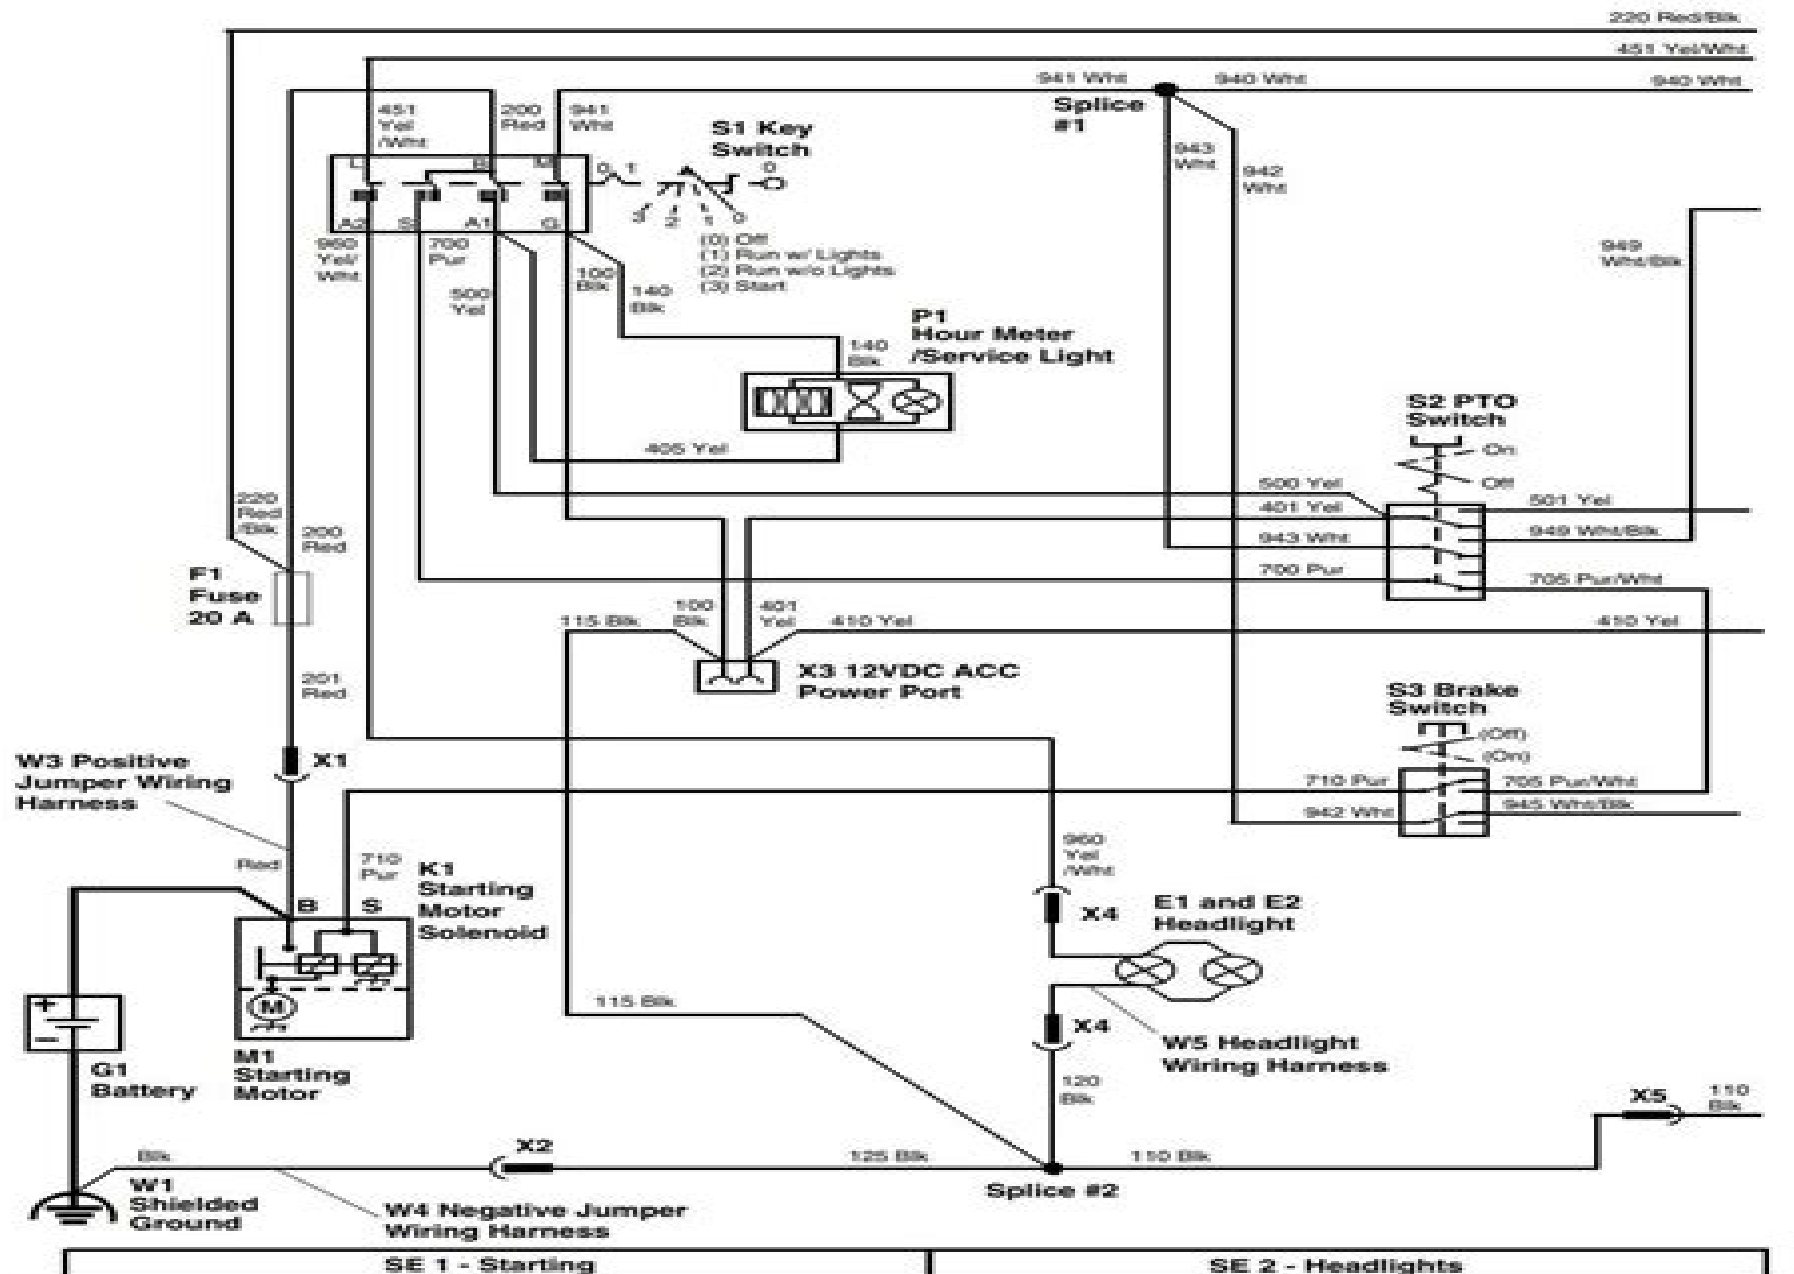 220 Red/Blk
451 Yel/Wht
941 Wht
940 Wht
940 Wht
Splice
#1
451
Yel
/Wht
200
Red
941
Wht
S1 Key
Switch
943
Wht
942
Wht
L
B
M
0 1
0
A2
S
A1
G
3
2
1
0
960
Yel/
Wht
700
Pur
500
Yel
100
Blk
140
Blk
(0) Off
(1) Run w/ Lights
(2) Run w/o Lights
(3) Start
949
Wht/Blk
P1
Hour Meter
/Service Light
140
Blk
405 Yel
S2 PTO
Switch
On
Off
500 Yel
401 Yel
943 Wht
700 Pur
501 Yel
949 Wht/Blk
705 Pur/Wht
220
Red
/Blk
200
Red
F1
Fuse
20 A
115 Blk
100
Blk
401
Yel
410 Yel
410 Yel
X3 12VDC ACC
Power Port
201
Red
S3 Brake
Switch
(Off)
(On)
W3 Positive
Jumper Wiring
Harness
X1
710 Pur
942 Wht
705 Pur/Wht
945 Wht/Blk
Red
710
Pur
K1
Starting
Motor
Solenoid
B
S
960
Yel
/Wht
X4
E1 and E2
Headlight
M
+
−
115 Blk
X4
W5 Headlight
Wiring Harness
G1
Battery
M1
Starting
Motor
120
Blk
X5
110
Blk
Blk
X2
125 Blk
110 Blk
Splice #2
W1
Shielded
Ground
W4 Negative Jumper
Wiring Harness
SE 1 - Starting
SE 2 - Headlights